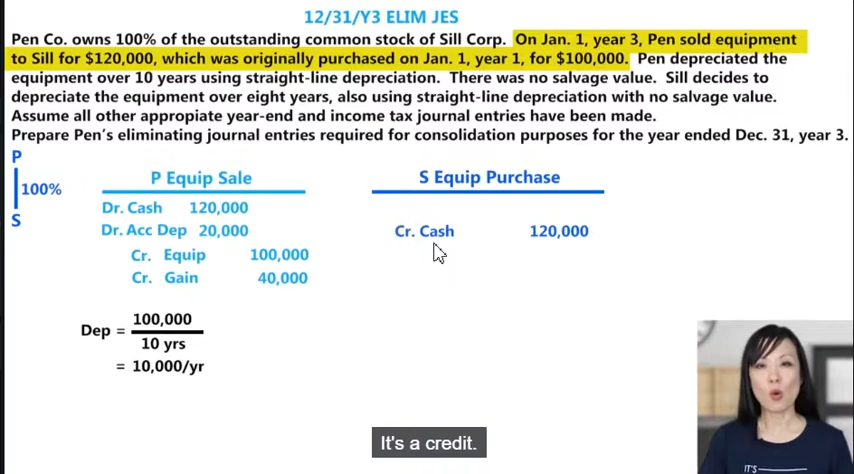 12/31/Y3 ELIM JES
Pen Co. owns 100% of the outstanding common stock of Sill Corp. On Jan. 1, year 3, Pen sold equipment
to Sill for $120,000, which was originally purchased on Jan. 1, year 1, for $100,000. Pen depreciated the
equipment over 10 years using straight-line depreciation. There was no salvage value. Sill decides to
depreciate the equipment over eight years, also using straight-line depreciation with no salvage value.
Assume all other appropiate year-end and income tax journal entries have been made.
Prepare Pen's eliminating journal entries required for consolidation purposes for the year ended Dec. 31, year 3.
P
100%
S
P Equip Sale
Dr. Cash 120,000
Dr. Acc Dep 20,000
Cr. Equip 100,000
Cr. Gain 40,000
S Equip Purchase
Cr. Cash 120,000
Dep = 100,000
10 yrs
= 10,000/yr
It's a credit.
IT'S